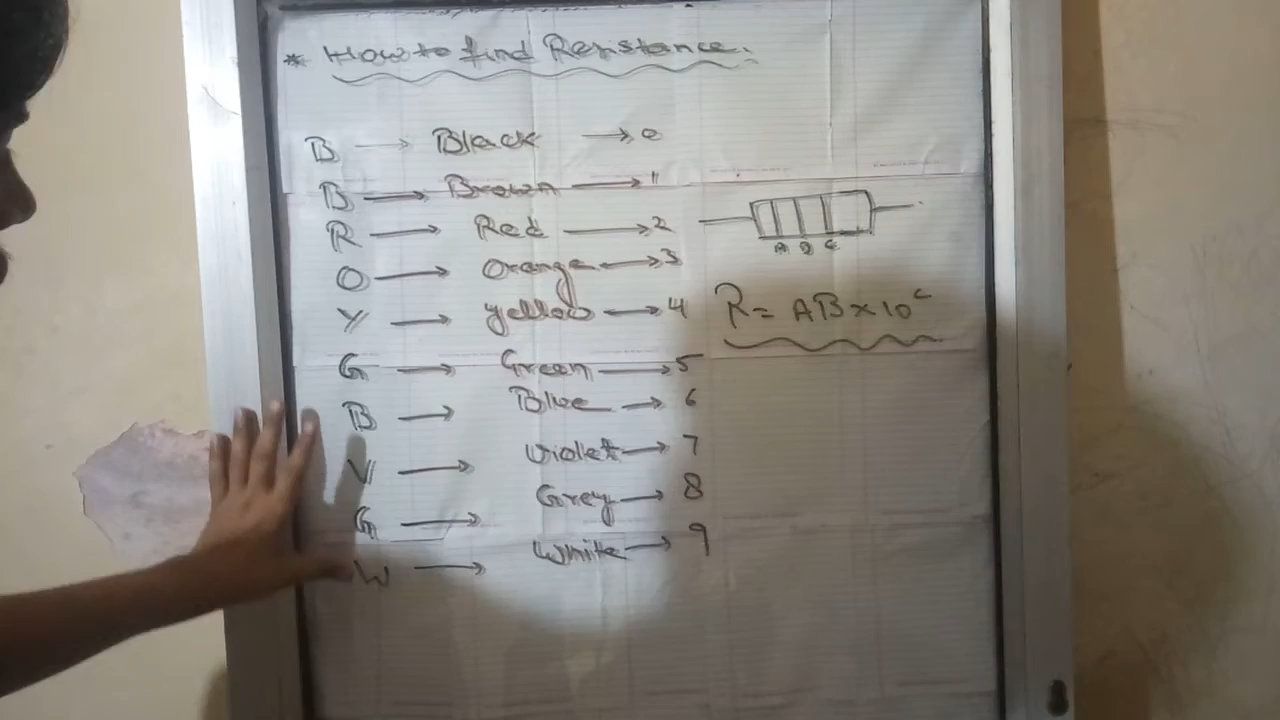 * How to find Resistance.
B → Black → 0
B → Brown → 1
R → Red → 2
O → Orange → 3
Y → yellow → 4
G → Green → 5
B → Blue → 6
V → Violet → 7
G → Grey → 8
W → White → 9
A B C
R = AB × 10^c